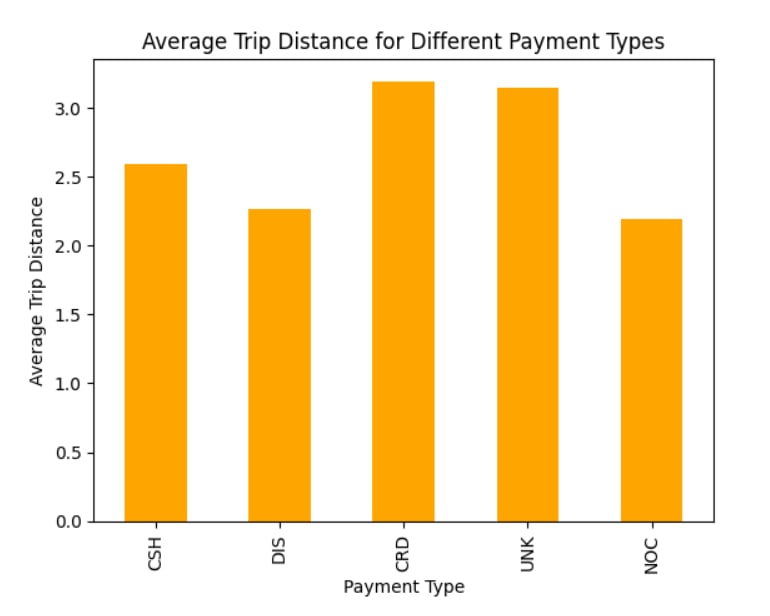 Average Trip Distance for Different Payment Types
3.0
2.5
2.0
1.5
1.0
0.5
0.0
Average Trip Distance
CSH
DIS
CRD
UNK
NOC
Payment Type